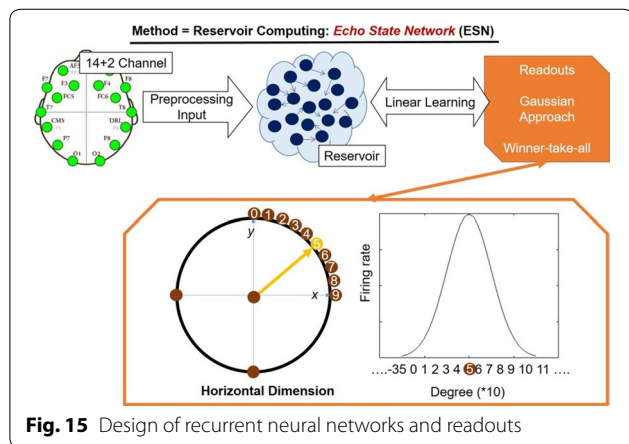 Method = Reservoir Computing: Echo State Network (ESN)
14+2 Channel
F7
F3
F4
F8
FC5
FC6
T7
T8
CMS
DRL
P7
P8
O1
O2
Preprocessing
Input
Reservoir
Linear Learning
Readouts
Gaussian
Approach
Winner-take-all
0
1
2
3
4
5
6
7
8
9
y
x
Horizontal Dimension
Firing rate
....-35 0 1 2 3 4 5 6 7 8 9 10 11 ....
Degree (*10)
Fig. 15 Design of recurrent neural networks and readouts